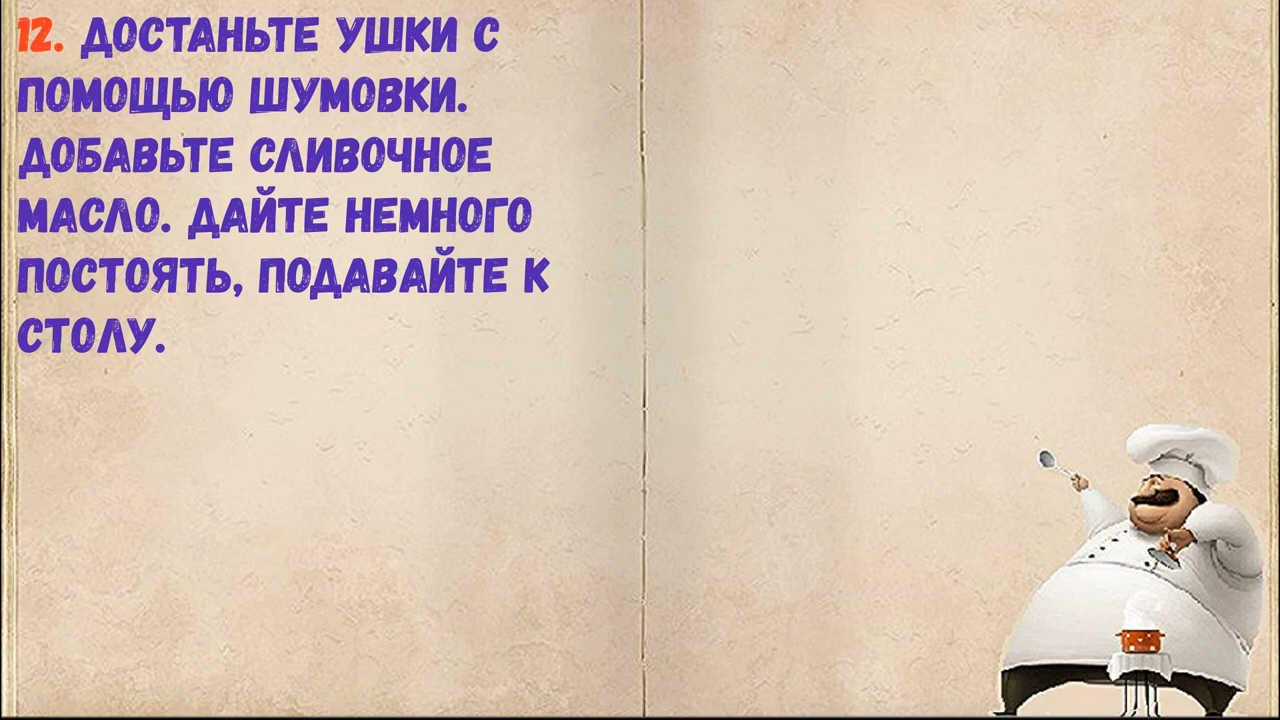 12. ДОСТАНЬТЕ УШКИ С
ПОМОЩЬЮ ШУМОВКИ.
ДОБАВЬТЕ СЛИВОЧНОЕ
МАСЛО. ДАЙТЕ НЕМНОГО
ПОСТОЯТЬ, ПОДАВАЙТЕ К
СТОЛУ.